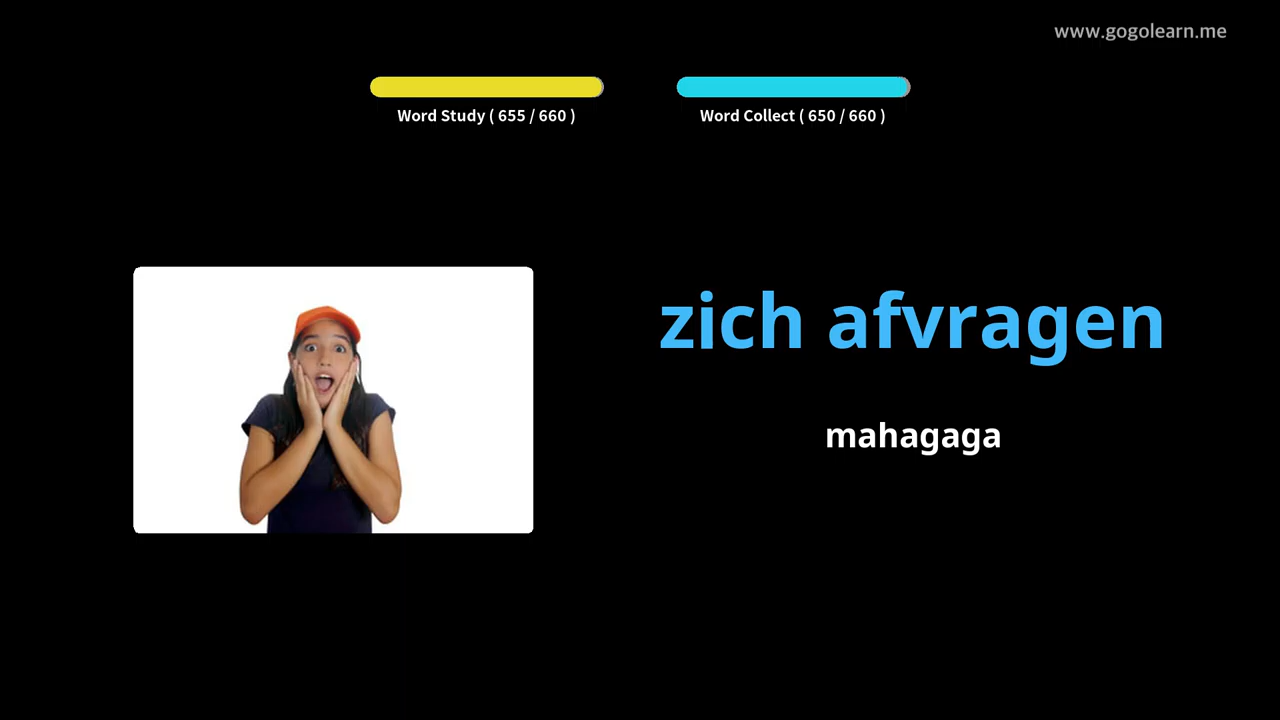 www.gogolearn.me
Word Study ( 655 / 660 )
Word Collect ( 650 / 660 )
zich afvragen
mahagaga